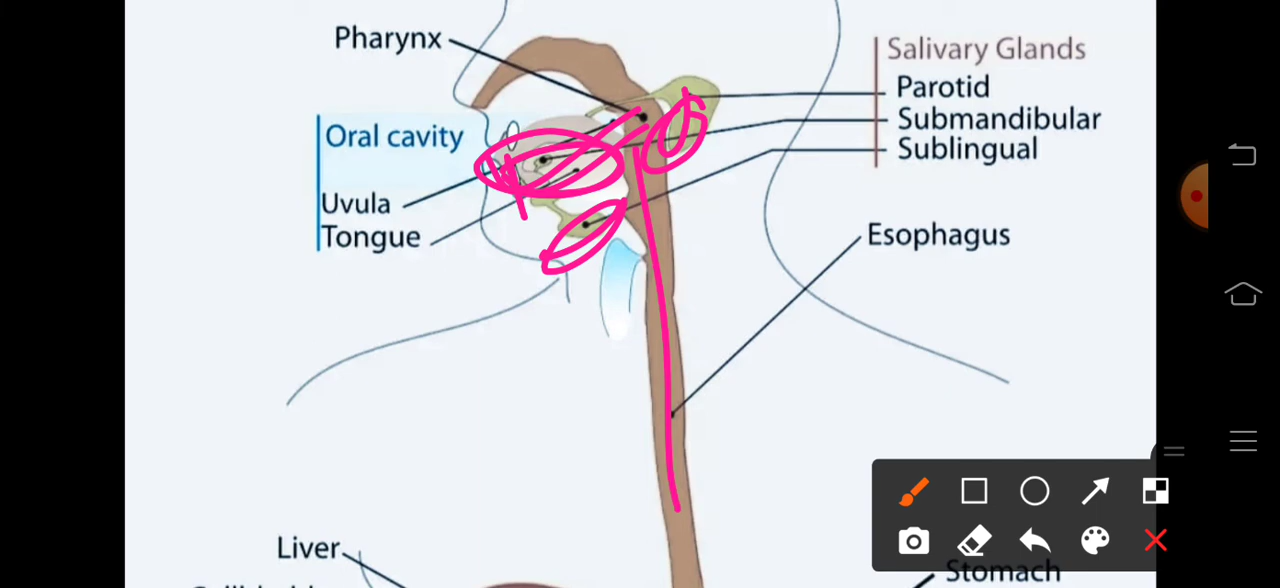 Pharynx
Salivary Glands
Parotid
Submandibular
Sublingual
Oral cavity
Uvula
Tongue
Esophagus
Liver
Stomach